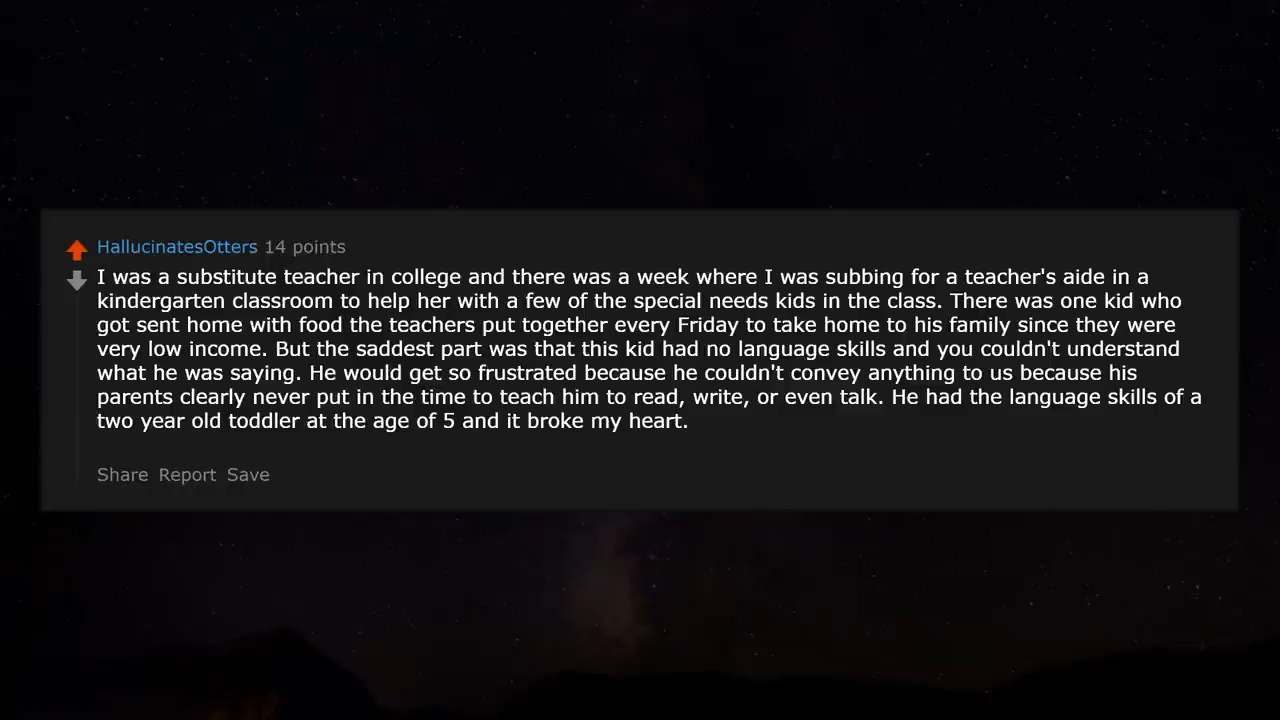 HallucinatesOtters 14 points
I was a substitute teacher in college and there was a week where I was subbing for a teacher's aide in a
kindergarten classroom to help her with a few of the special needs kids in the class. There was one kid who
got sent home with food the teachers put together every Friday to take home to his family since they were
very low income. But the saddest part was that this kid had no language skills and you couldn't understand
what he was saying. He would get so frustrated because he couldn't convey anything to us because his
parents clearly never put in the time to teach him to read, write, or even talk. He had the language skills of a
two year old toddler at the age of 5 and it broke my heart.
Share Report Save